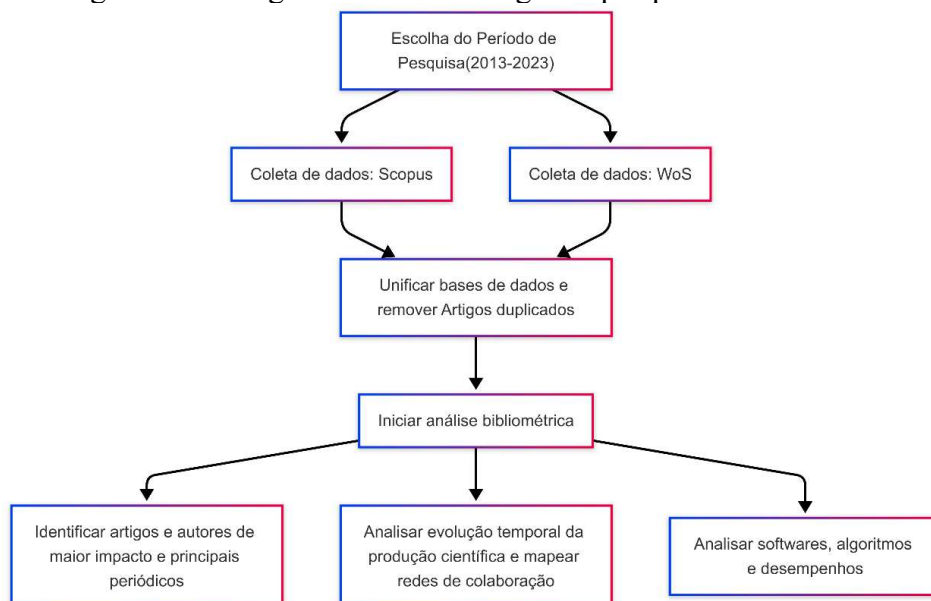 Escolha do Período de
Pesquisa(2013-2023)
Coleta de dados: Scopus
Coleta de dados: WoS
Unificar bases de dados e
remover Artigos duplicados
Iniciar análise bibliométrica
Identificar artigos e autores de
maior impacto e principais
periódicos
Analisar evolução temporal da
produção científica e mapear
redes de colaboração
Analisar softwares, algoritmos
e desempenhos